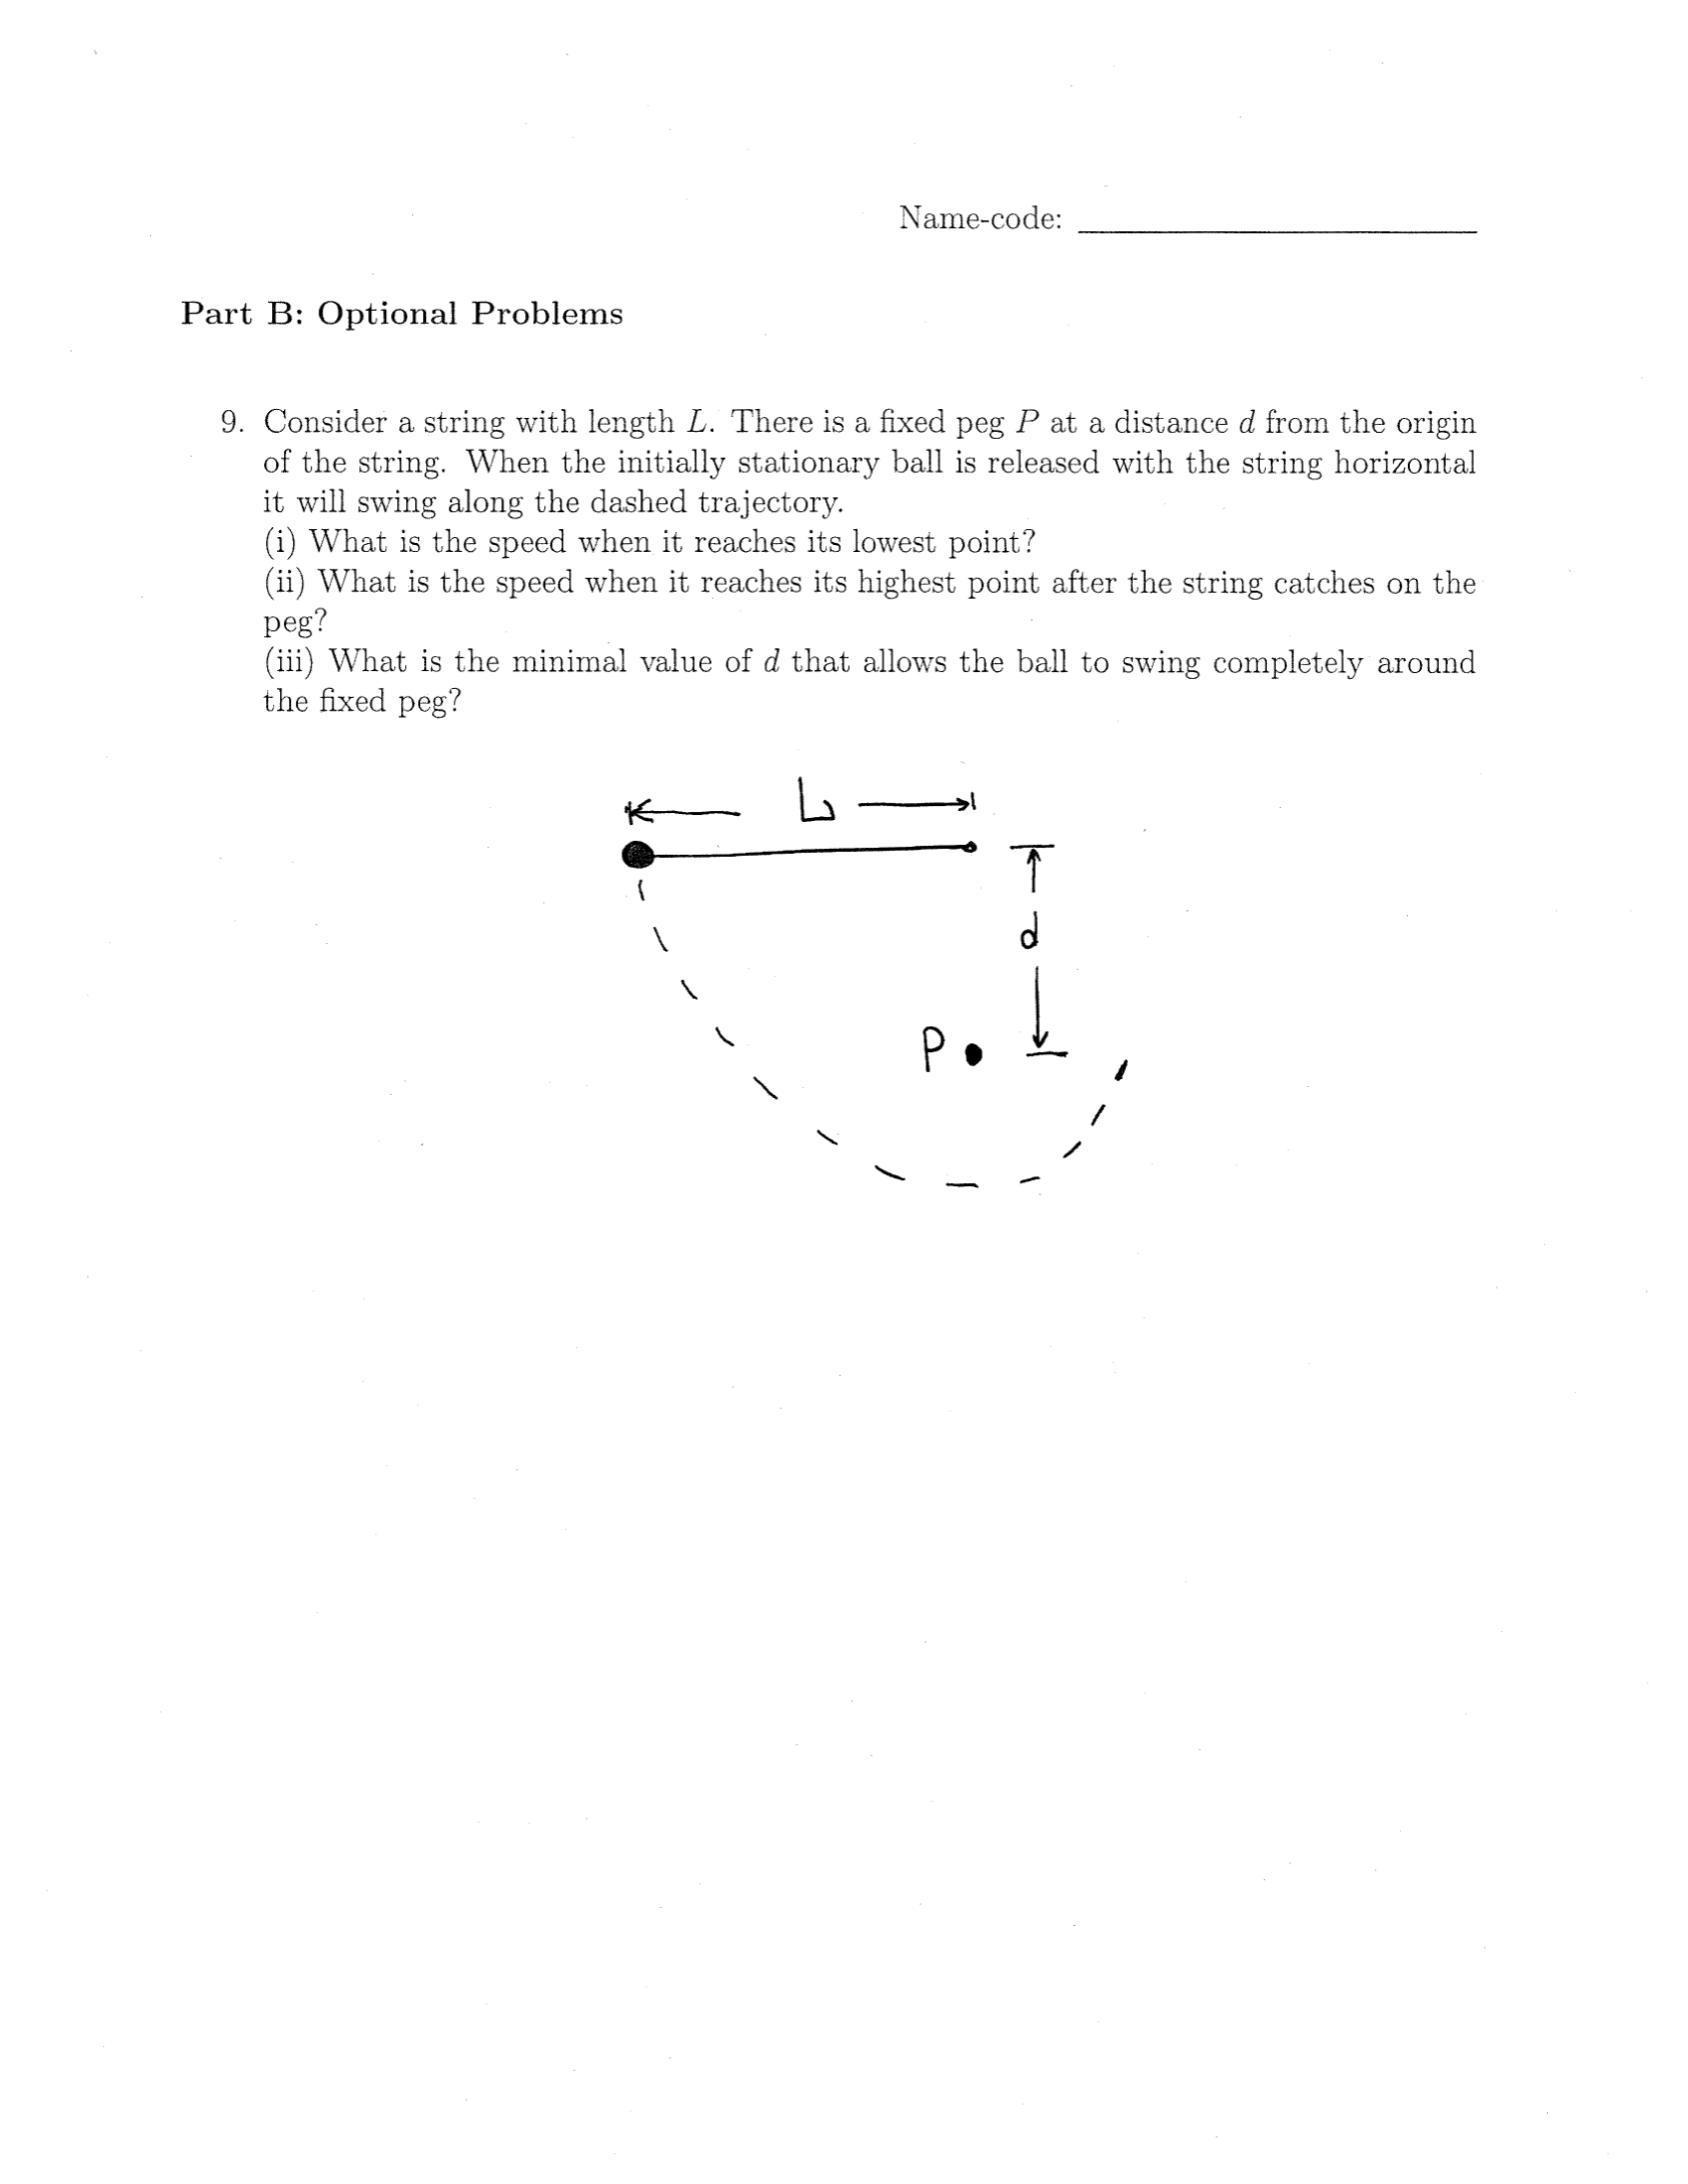 Name-code:
Part B: Optional Problems
9. Consider a string with length L. There is a fixed peg P at a distance d from the origin
of the string. When the initially stationary ball is released with the string horizontal
it will swing along the dashed trajectory.
(i) What is the speed when it reaches its lowest point?
(ii) What is the speed when it reaches its highest point after the string catches on the
peg?
(iii) What is the minimal value of d that allows the ball to swing completely around
the fixed peg?
L
d
P